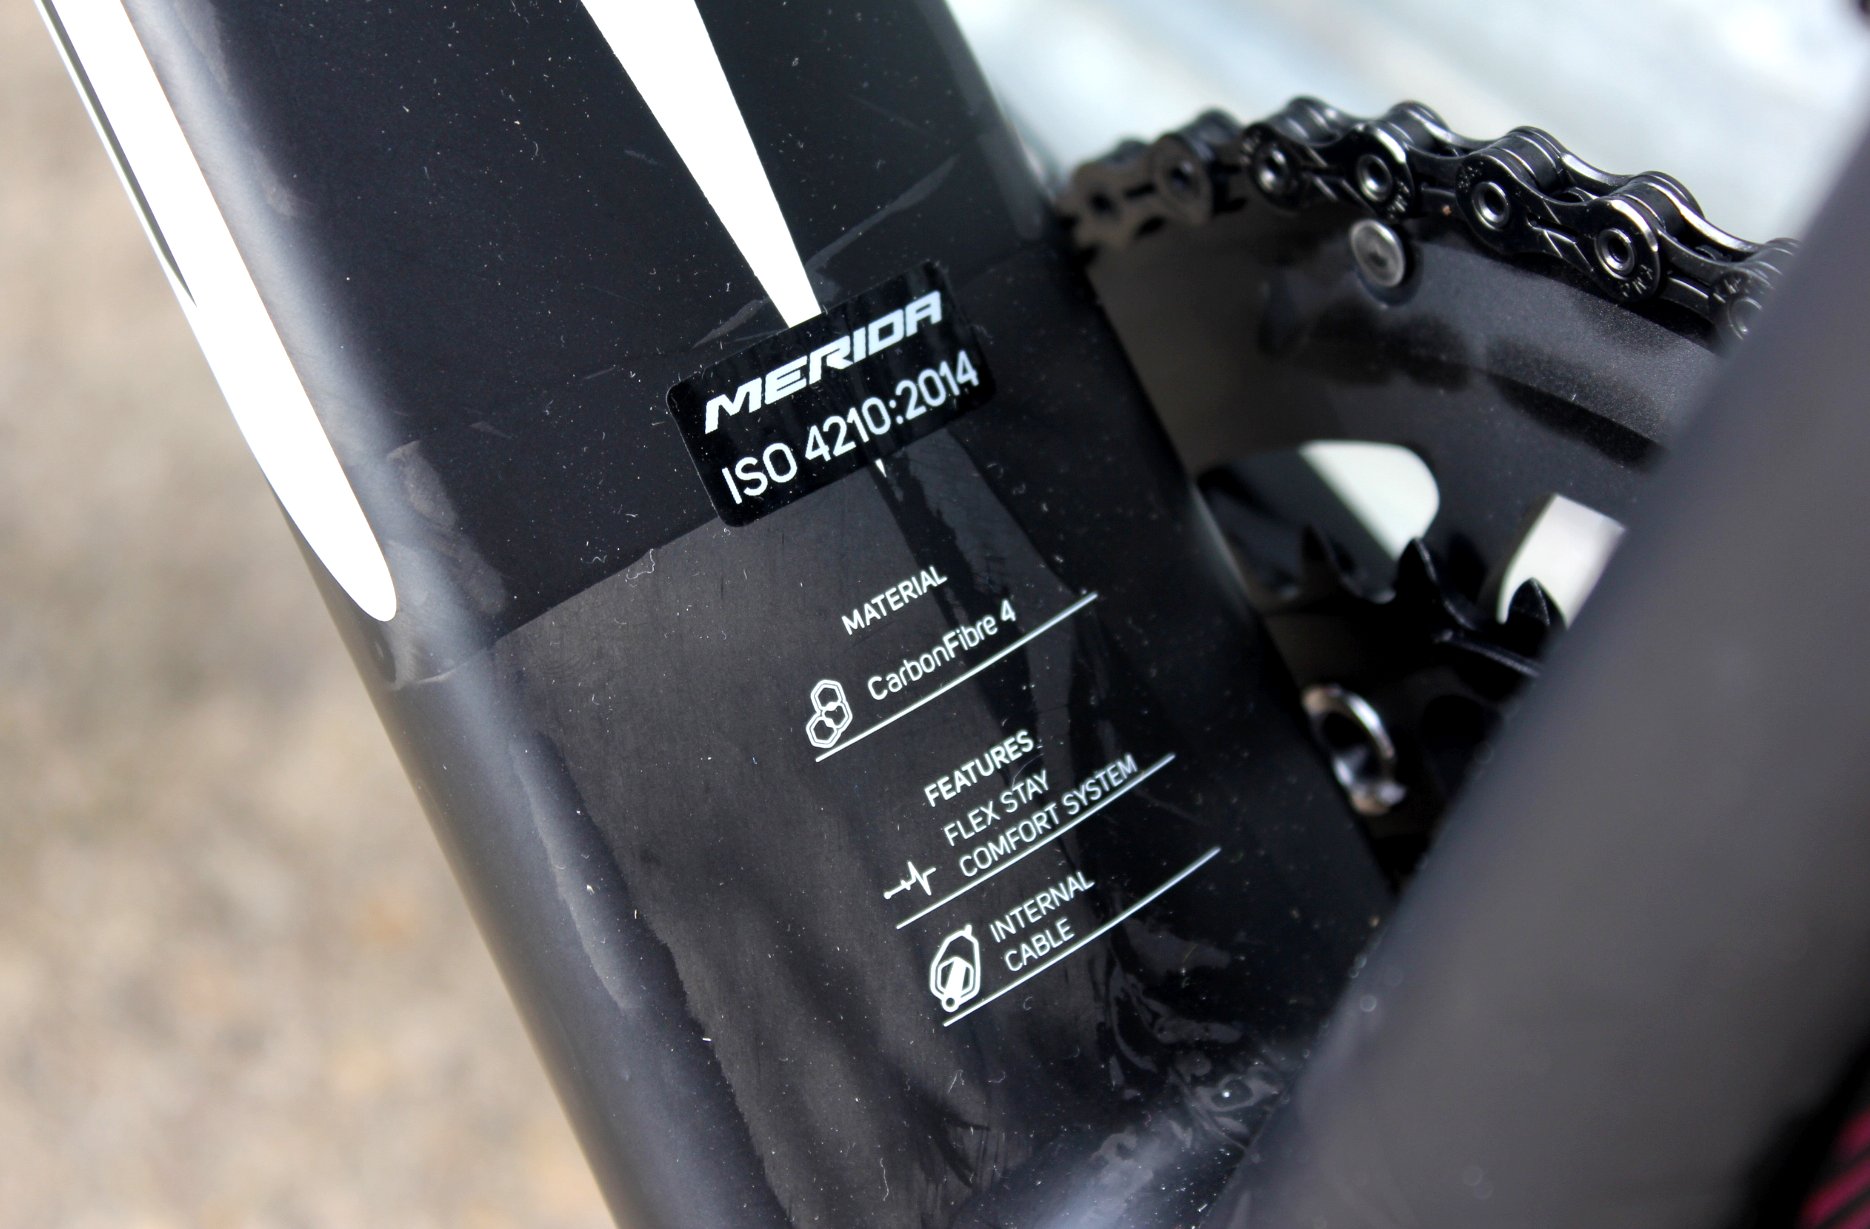 MERIDA
ISO 4210:2014
MATERIAL
CarbonFibre 4
FEATURES
FLEX STAY
COMFORT SYSTEM
INTERNAL
CABLE